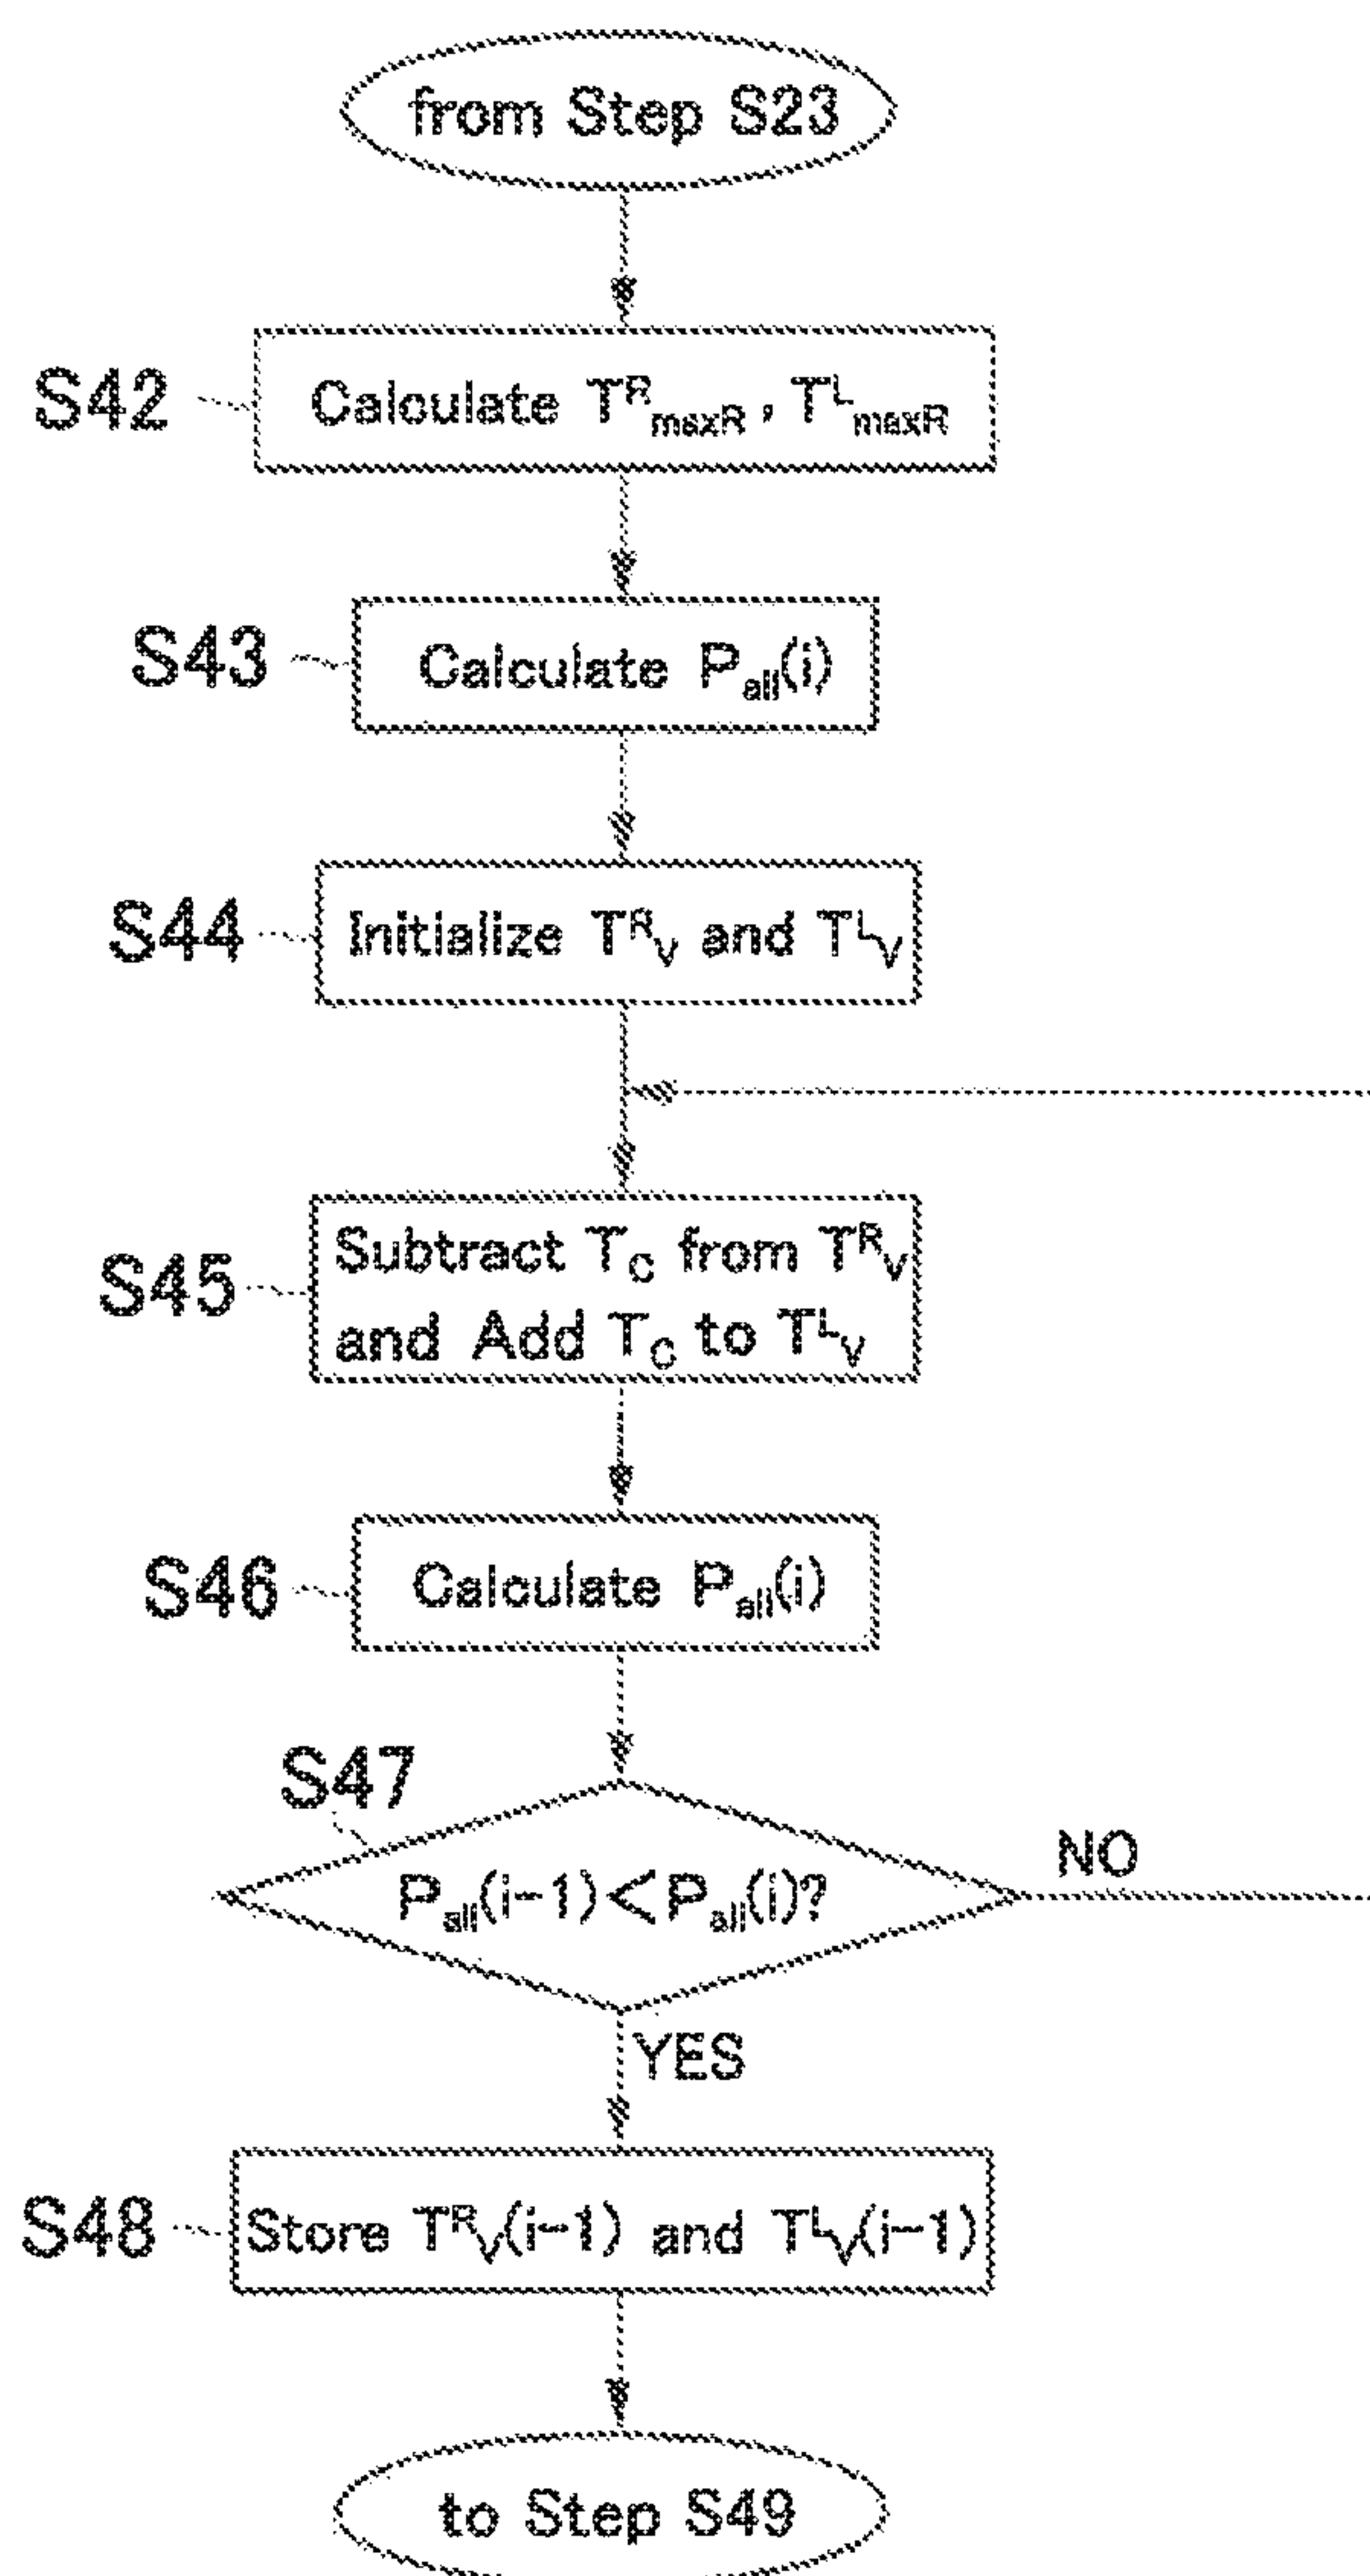 from Step S23
S42
Calculate T^R_maxR, T^L_maxR
S43
Calculate P_all(i)
S44
Initialize T^R_V and T^L_V
S45
Subtract T_C from T^R_V
and Add T_C to T^L_V
S46
Calculate P_all(i)
S47
P_all(i-1)<P_all(i)?
NO
YES
S48
Store T^R_V(i-1) and T^L_V(i-1)
to Step S49